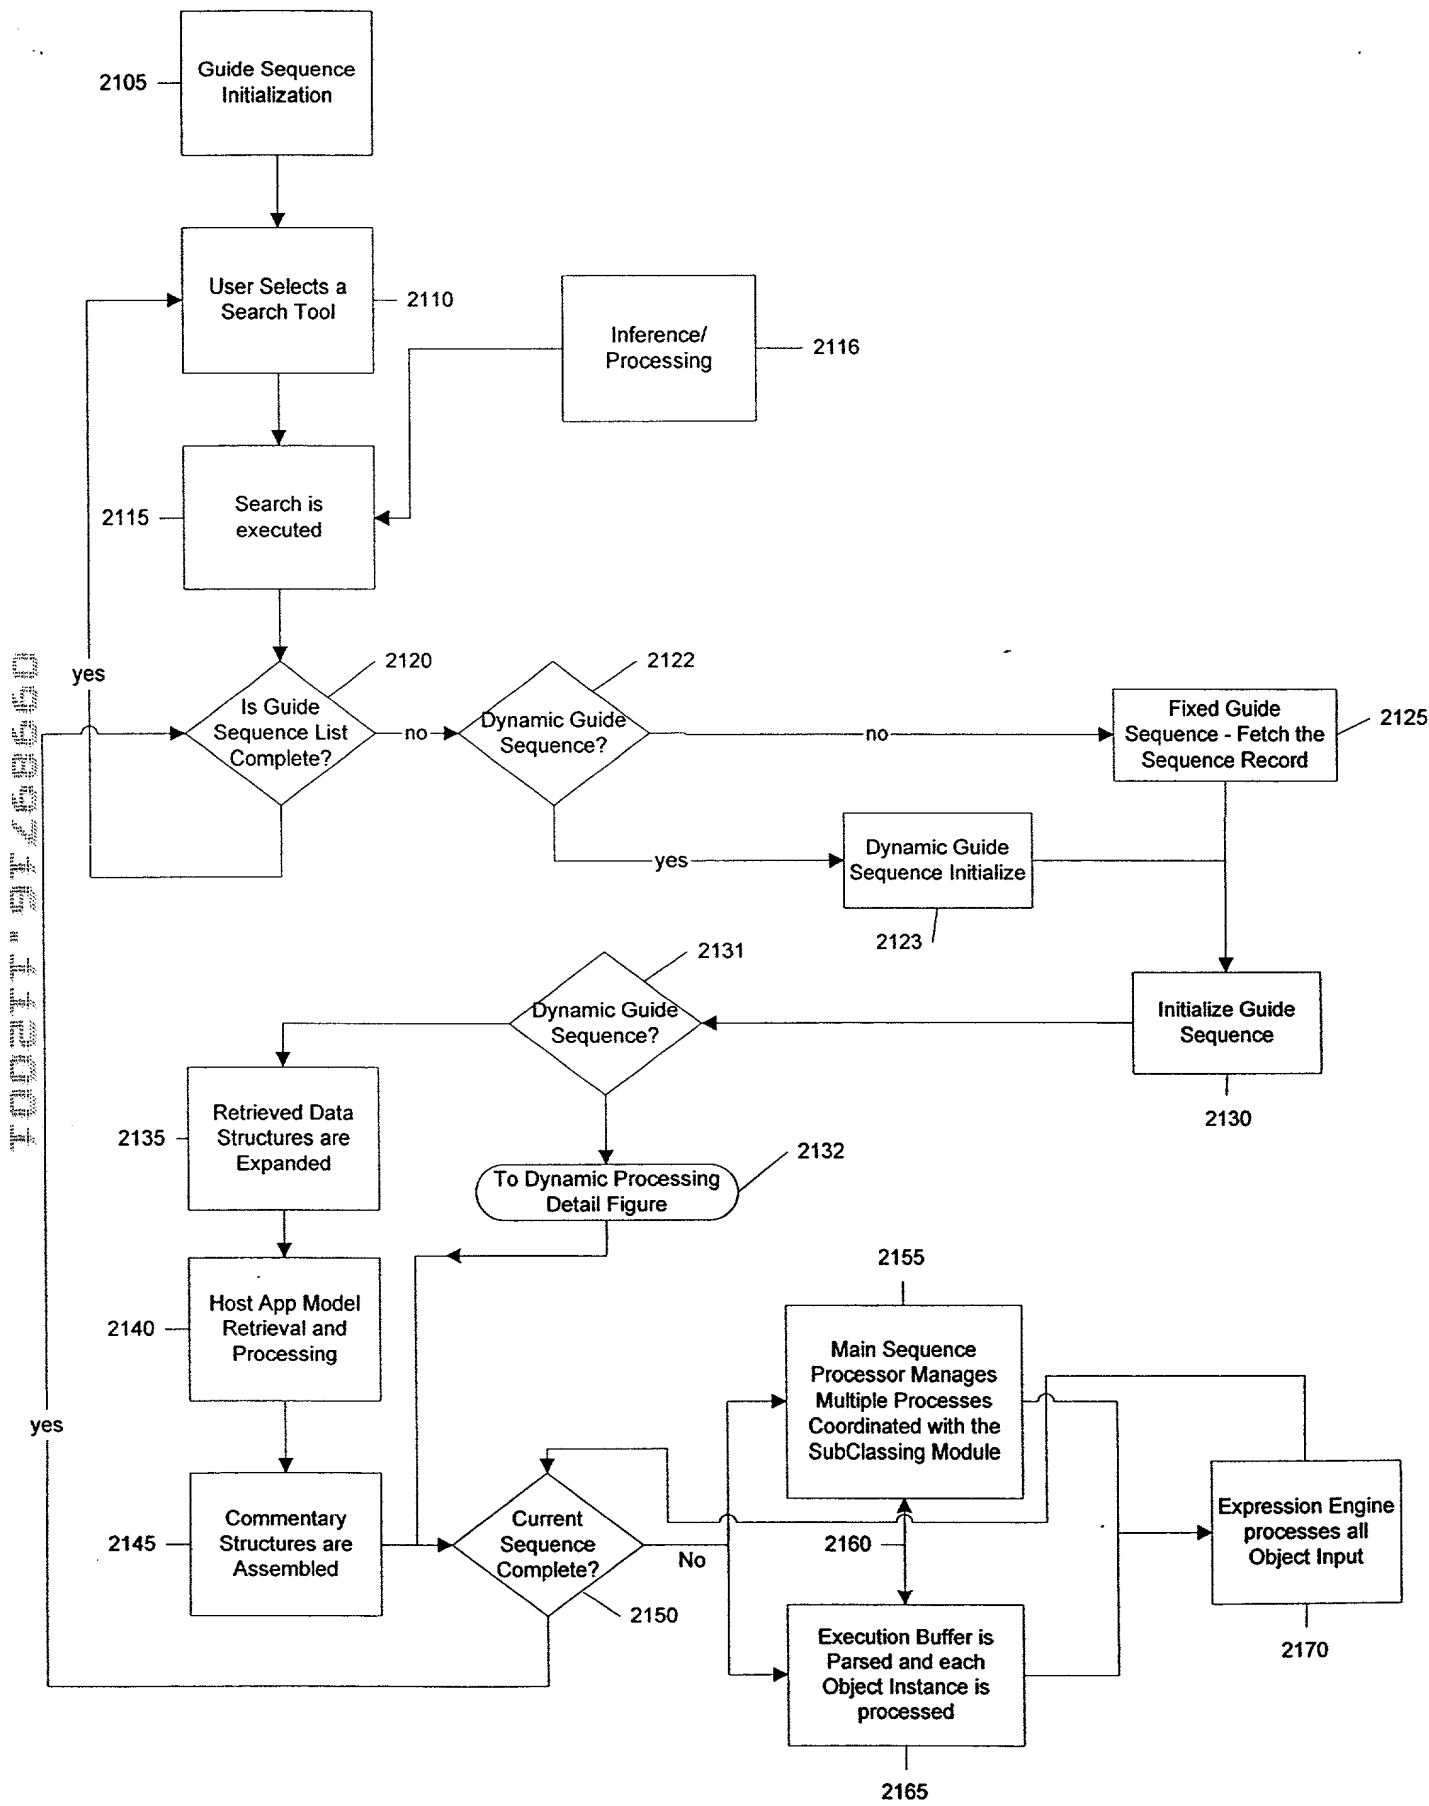 2105
Guide Sequence
Initialization
User Selects a
Search Tool
2110
Inference/
Processing
2116
2115
Search is
executed
yes
2120
Is Guide
Sequence List
Complete?
no
2122
Dynamic Guide
Sequence?
no
Fixed Guide
Sequence - Fetch the
Sequence Record
2125
yes
Dynamic Guide
Sequence Initialize
2123
2131
Dynamic Guide
Sequence?
Initialize Guide
Sequence
2130
2135
Retrieved Data
Structures are
Expanded
To Dynamic Processing
Detail Figure
2132
2140
Host App Model
Retrieval and
Processing
2155
Main Sequence
Processor Manages
Multiple Processes
Coordinated with the
SubClassing Module
yes
2145
Commentary
Structures are
Assembled
Current
Sequence
Complete?
No
2150
2160
Expression Engine
processes all
Object Input
2170
Execution Buffer is
Parsed and each
Object Instance is
processed
2165
09989716.112001